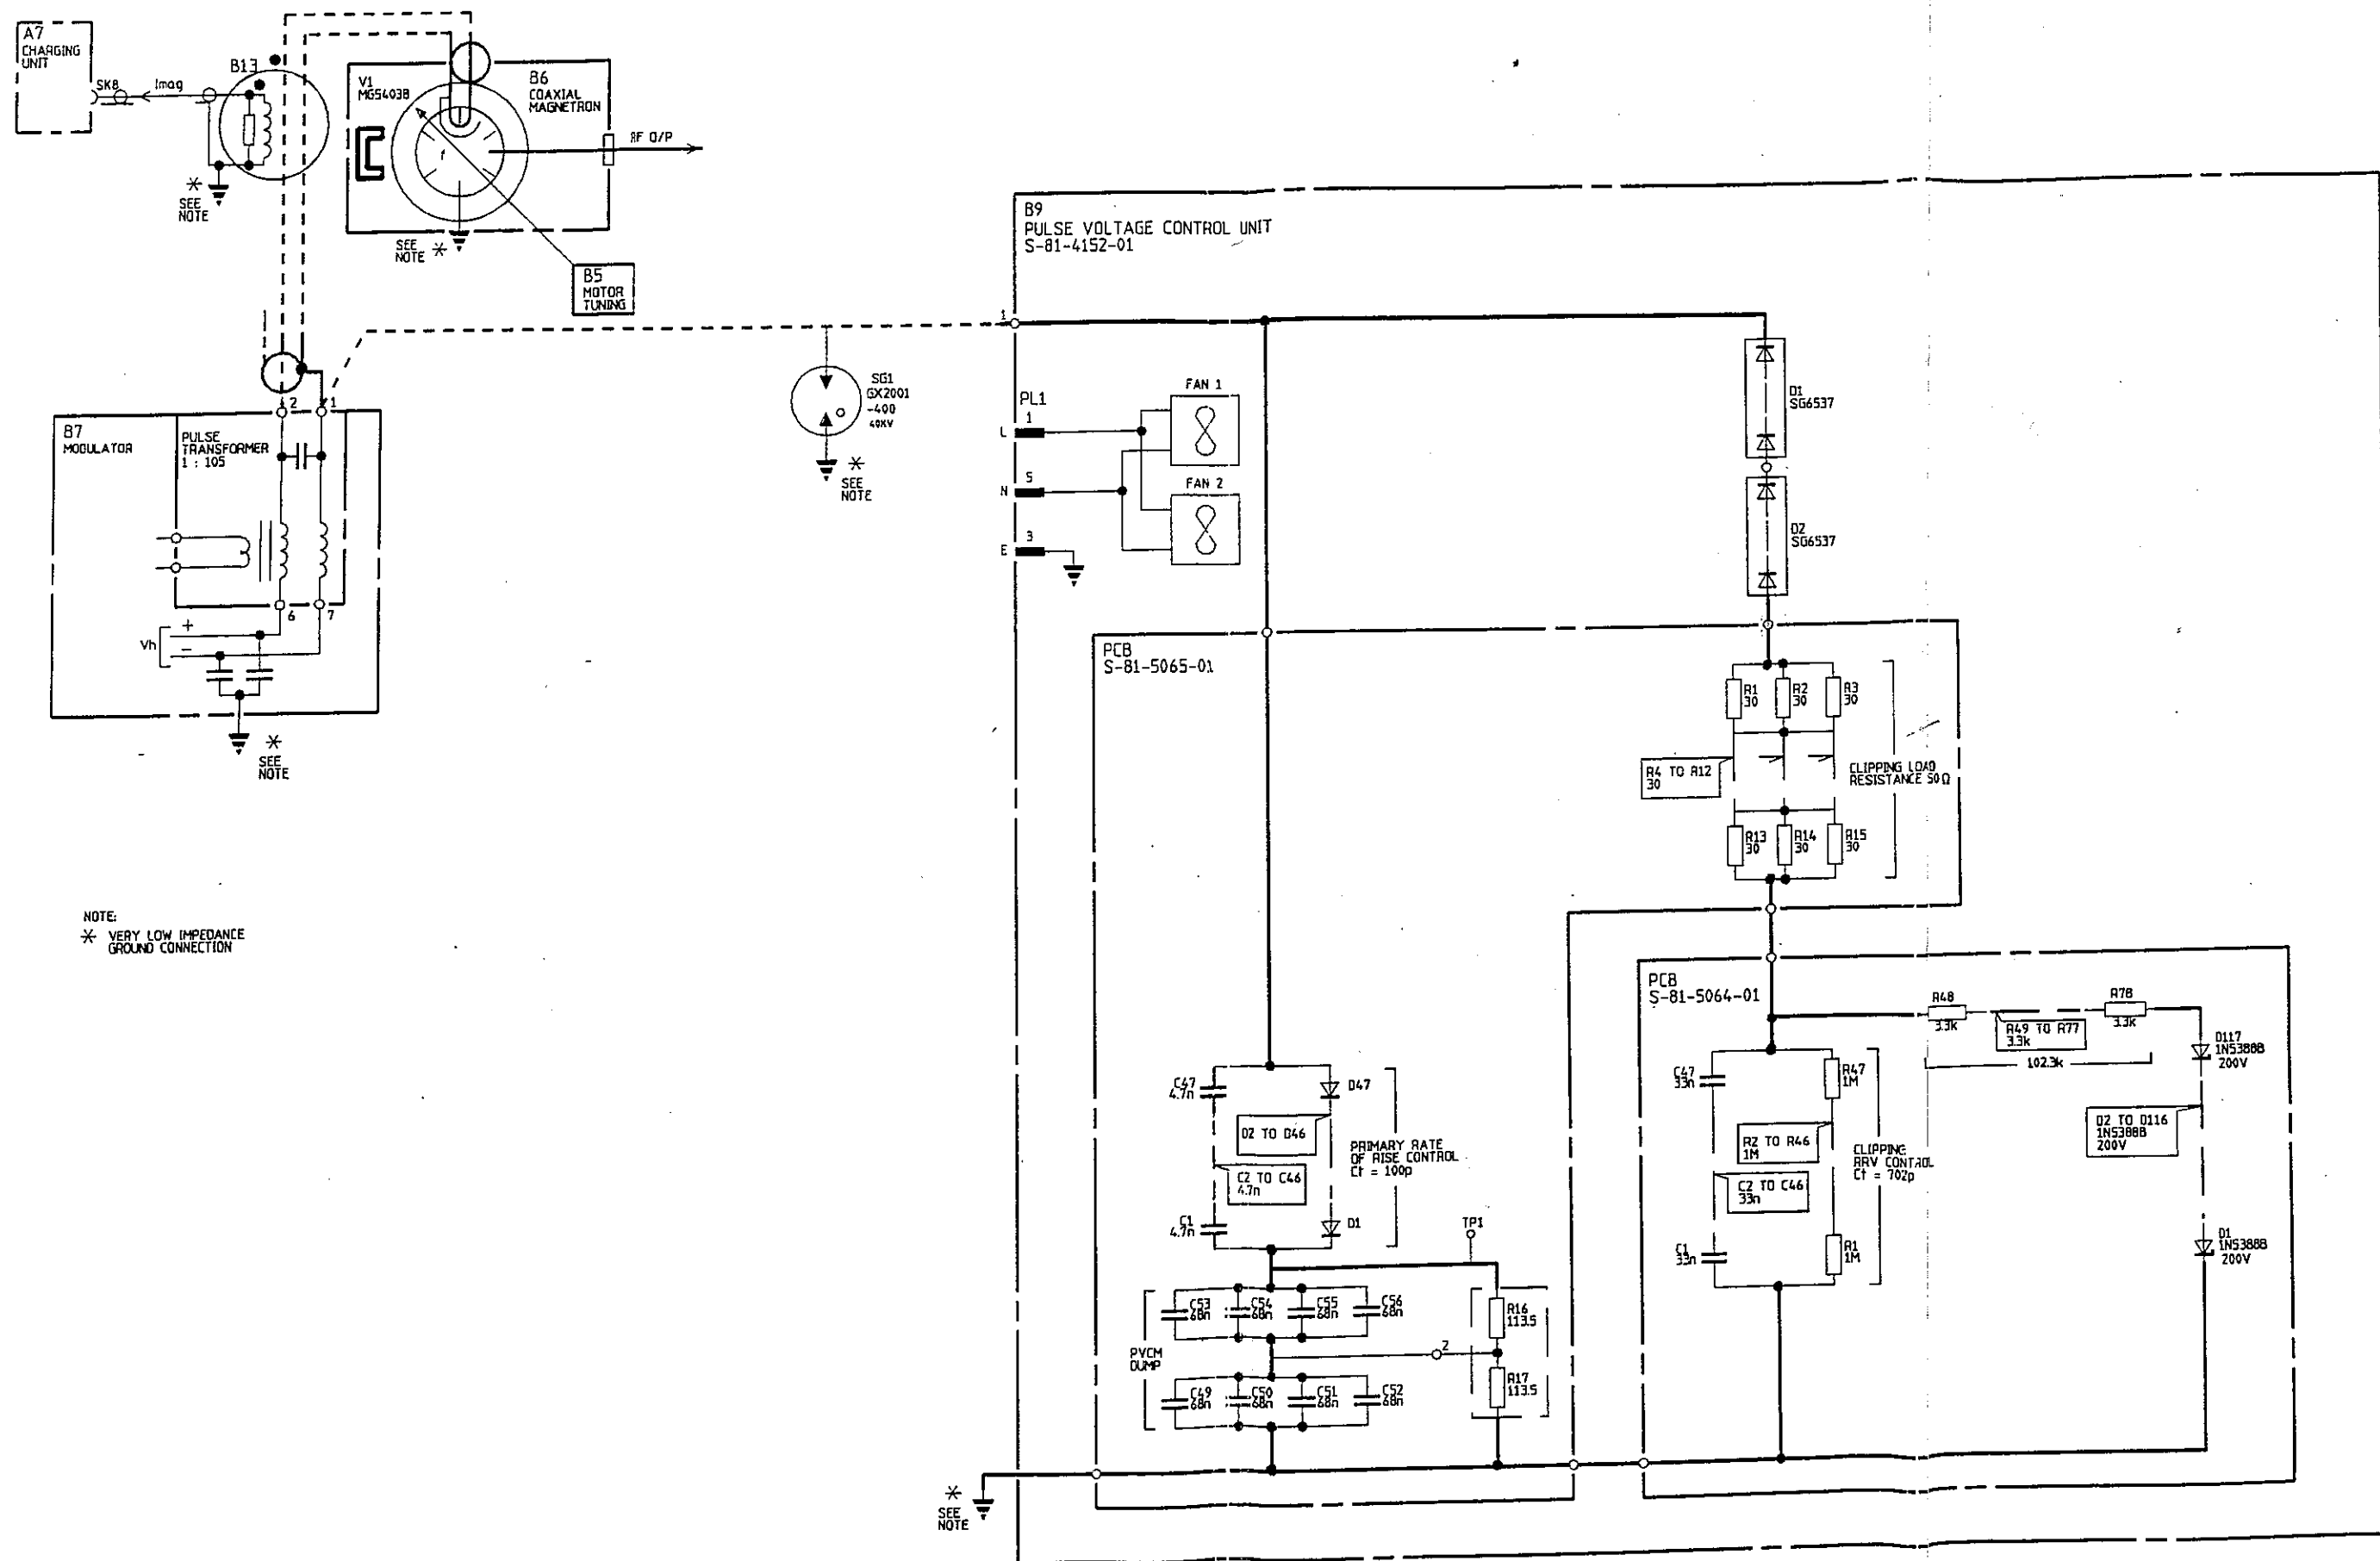 A7
CHARGING
UNIT
SK8
Imag
B13
*
SEE
NOTE
V1
MG5403B
B6
COAXIAL
MAGNETRON
RF O/P
SEE
NOTE *
B5
MOTOR
TUNING
B9
PULSE VOLTAGE CONTROL UNIT
S-81-4152-01
1
SG1
GX2001
-400
40KV
*
SEE
NOTE
PL1
1
L
5
N
3
E
FAN 1
FAN 2
D1
SG6537
D2
SG6537
2
1
B7
MODULATOR
PULSE
TRANSFORMER
1 : 105
6
7
Vh
+
-
*
SEE
NOTE
NOTE:
* VERY LOW IMPEDANCE
GROUND CONNECTION
PCB
S-81-5065-01
R1
30
R2
30
R3
30
R4 TO R12
30
CLIPPING LOAD
RESISTANCE 50Ω
R13
30
R14
30
R15
30
C47
4.7n
D47
D2 TO D46
C2 TO C46
4.7n
PRIMARY RATE
OF RISE CONTROL
Ct = 100p
C1
4.7n
D1
TP1
PVCM
DUMP
C53
68n
C54
68n
C55
68n
C56
68n
R16
113.5
2
C49
68n
C50
68n
C51
68n
C52
68n
R17
113.5
*
SEE
NOTE
PCB
S-81-5064-01
R48
3.3k
R49 TO R77
3.3k
R78
3.3k
102.3k
D117
1N5388B
200V
C47
33n
R47
1M
R2 TO R46
1M
C2 TO C46
33n
CLIPPING
RRV CONTROL
Ct = 702p
D2 TO D116
1N5388B
200V
C1
33n
R1
1M
D1
1N5388B
200V